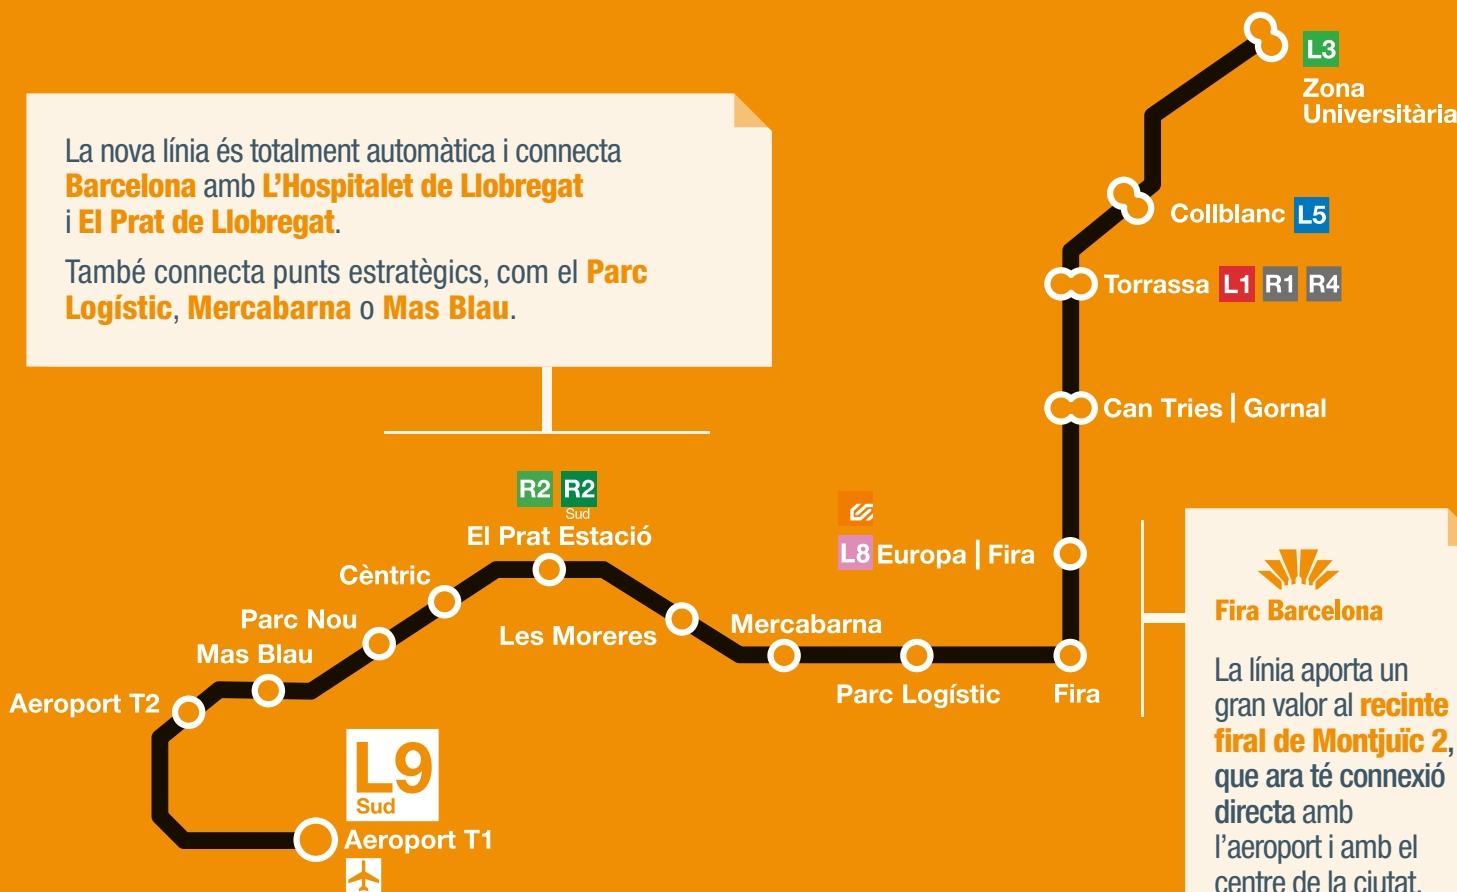 L3
Zona
Universitària
La nova línia és totalment automàtica i connecta
Barcelona amb L'Hospitalet de Llobregat
i El Prat de Llobregat.
També connecta punts estratègics, com el Parc
Logístic, Mercabarna o Mas Blau.
Collblanc L5
Torrassa L1 R1 R4
Can Tries | Gornal
R2 R2
Sud
El Prat Estació
L8 Europa | Fira
Cèntric
Parc Nou
Les Moreres
Mercabarna
Mas Blau
Aeroport T2
Parc Logístic
Fira
L9
Sud
Aeroport T1
Fira Barcelona
La línia aporta un
gran valor al recinte
firal de Montjuïc 2,
que ara té connexió
directa amb
l'aeroport i amb el
centre de la ciutat.